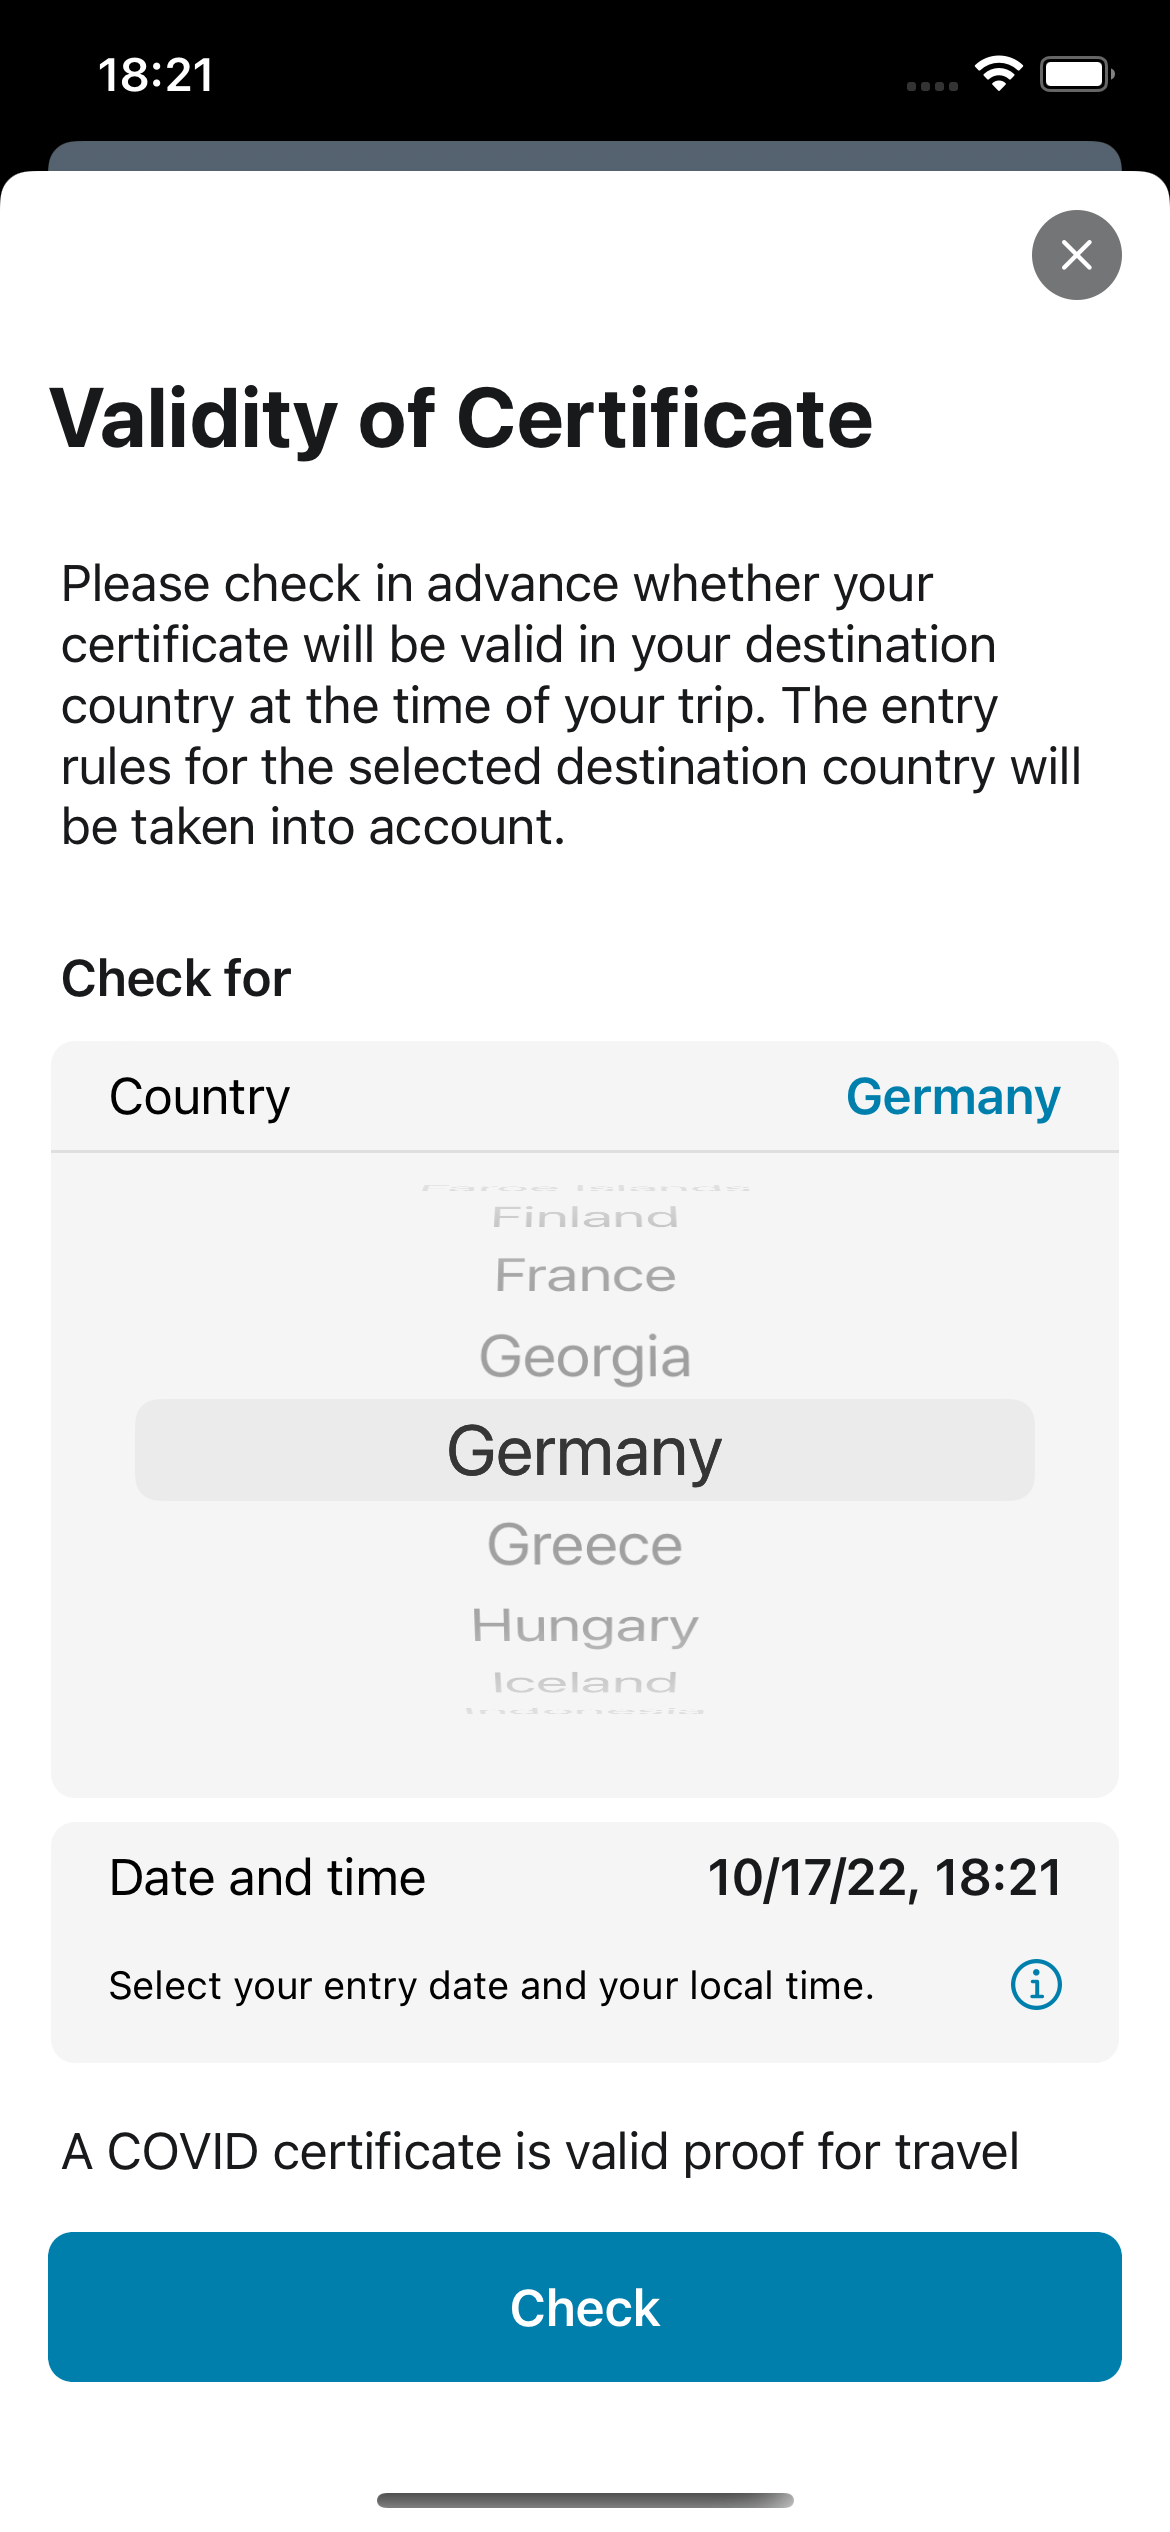 18:21
Validity of Certificate
Please check in advance whether your
certificate will be valid in your destination
country at the time of your trip. The entry
rules for the selected destination country will
be taken into account.
Check for
Country Germany
Faroe Islands
Finland
France
Georgia
Germany
Greece
Hungary
Iceland
Indonesia
Date and time 10/17/22, 18:21
Select your entry date and your local time.
A COVID certificate is valid proof for travel
Check